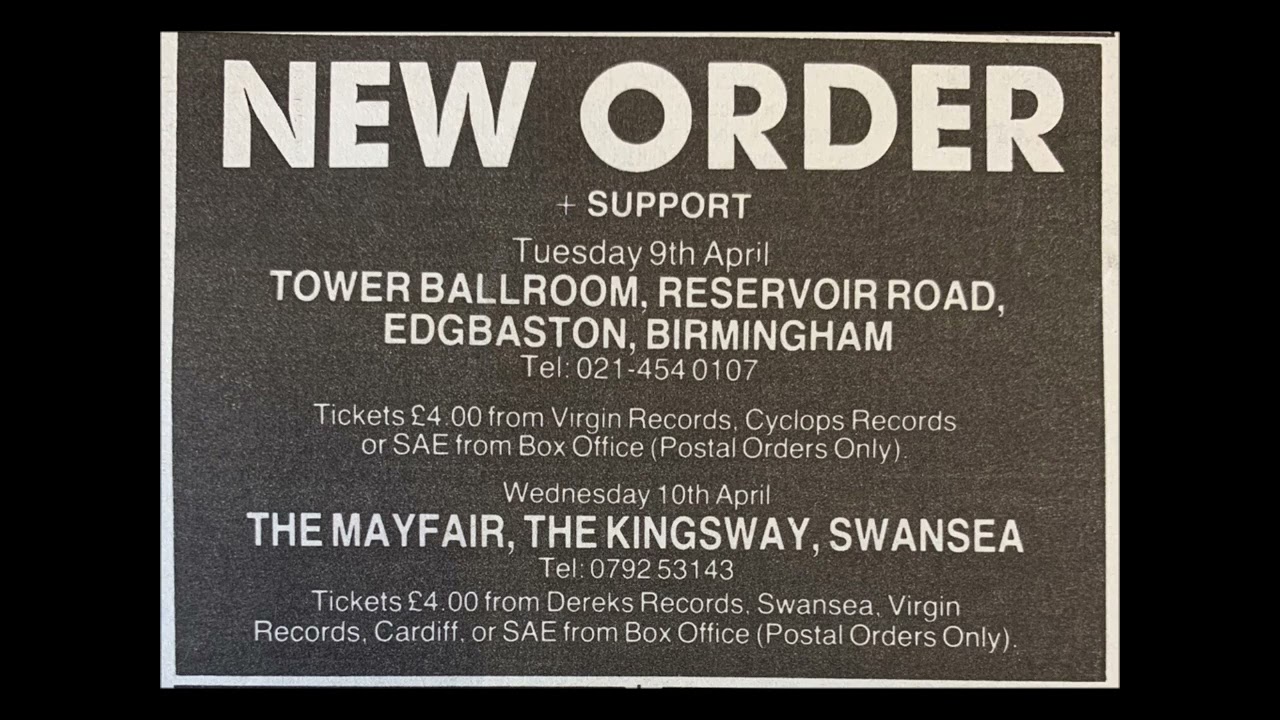 NEW ORDER
+ SUPPORT
Tuesday 9th April
TOWER BALLROOM, RESERVOIR ROAD,
EDGBASTON, BIRMINGHAM
Tel: 021-454 0107
Tickets £4.00 from Virgin Records, Cyclops Records
or SAE from Box Office (Postal Orders Only).
Wednesday 10th April
THE MAYFAIR, THE KINGSWAY, SWANSEA
Tel: 0792 53143
Tickets £4.00 from Dereks Records, Swansea, Virgin
Records, Cardiff, or SAE from Box Office (Postal Orders Only).